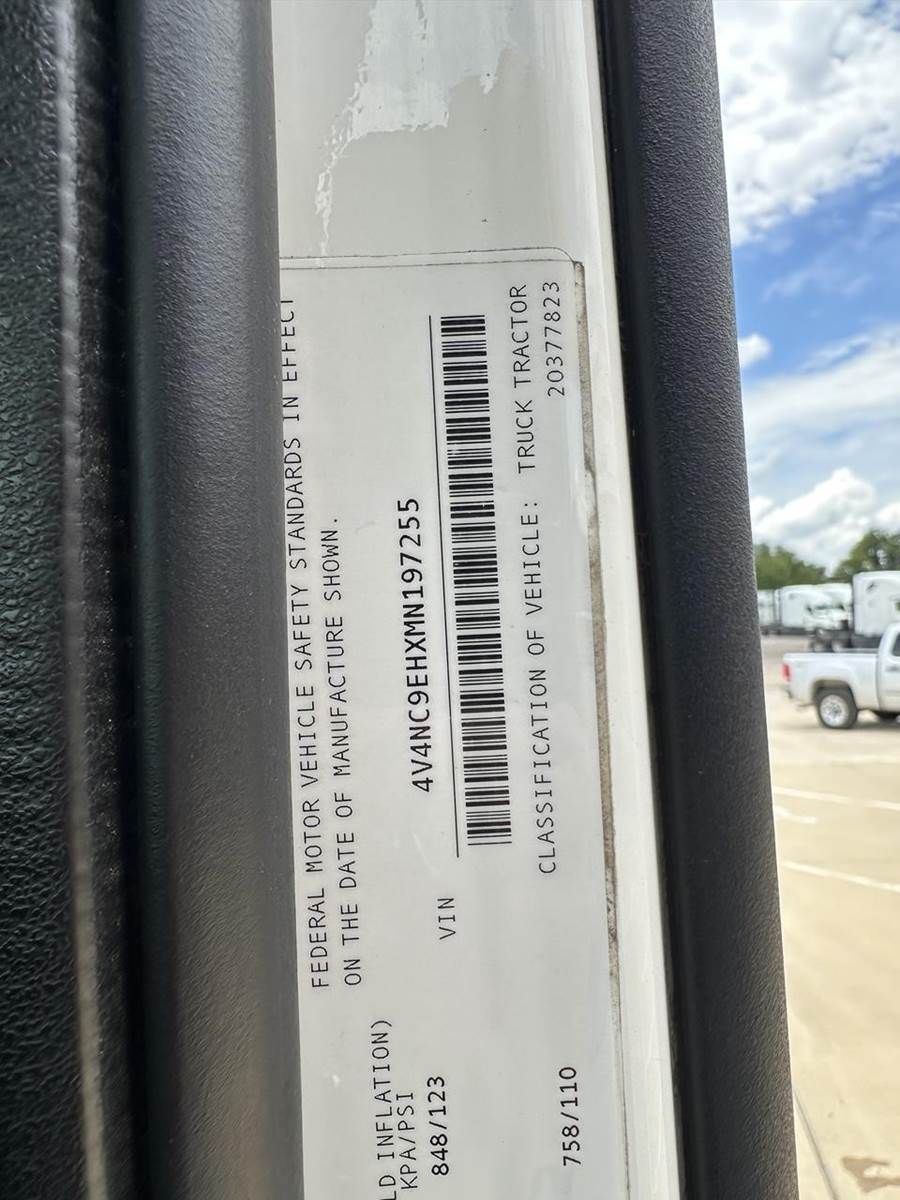 FEDERAL MOTOR VEHICLE SAFETY STANDARDS IN EFFECT
ON THE DATE OF MANUFACTURE SHOWN.
LD INFLATION)
KPA/PSI
848/123
VIN 4V4NC9EHXMN197255
CLASSIFICATION OF VEHICLE: TRUCK TRACTOR
758/110
20377823